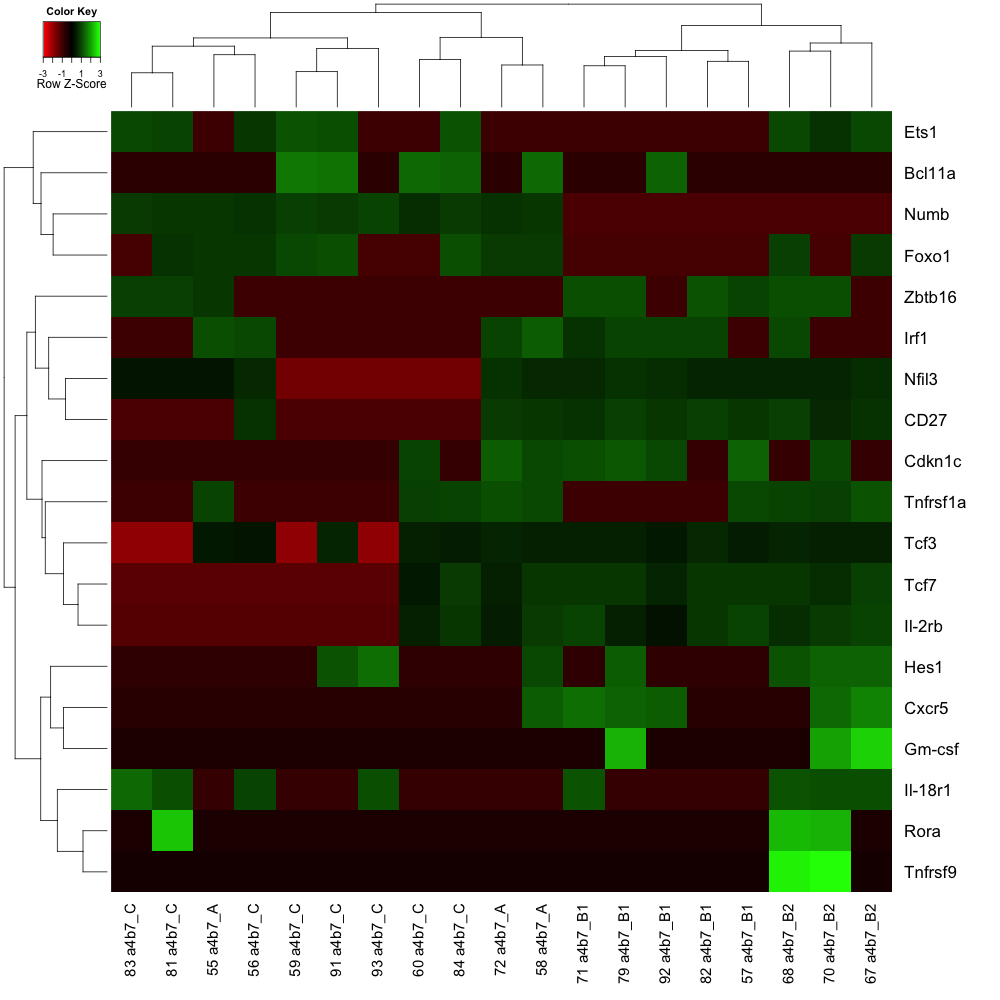 Color Key
-3 -1 1 3
Row Z-Score
Ets1
Bcl11a
Numb
Foxo1
Zbtb16
Irf1
Nfil3
CD27
Cdkn1c
Tnfrsf1a
Tcf3
Tcf7
Il-2rb
Hes1
Cxcr5
Gm-csf
Il-18r1
Rora
Tnfrsf9
83 a4b7_C
81 a4b7_C
55 a4b7_A
56 a4b7_C
59 a4b7_C
91 a4b7_C
93 a4b7_C
60 a4b7_C
84 a4b7_C
72 a4b7_A
58 a4b7_A
71 a4b7_B1
79 a4b7_B1
92 a4b7_B1
82 a4b7_B1
57 a4b7_B1
68 a4b7_B2
70 a4b7_B2
67 a4b7_B2